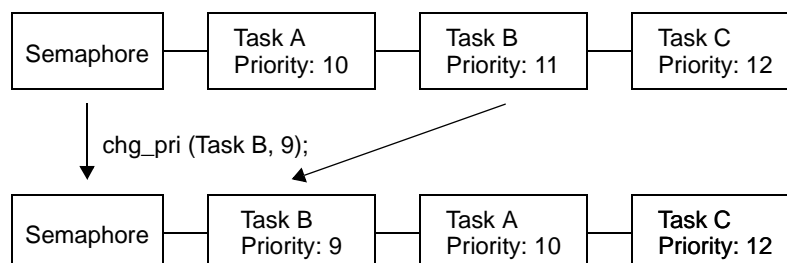 Semaphore
Task A
Priority: 10
Task B
Priority: 11
Task C
Priority: 12
chg_pri (Task B, 9);
Semaphore
Task B
Priority: 9
Task A
Priority: 10
Task C
Priority: 12